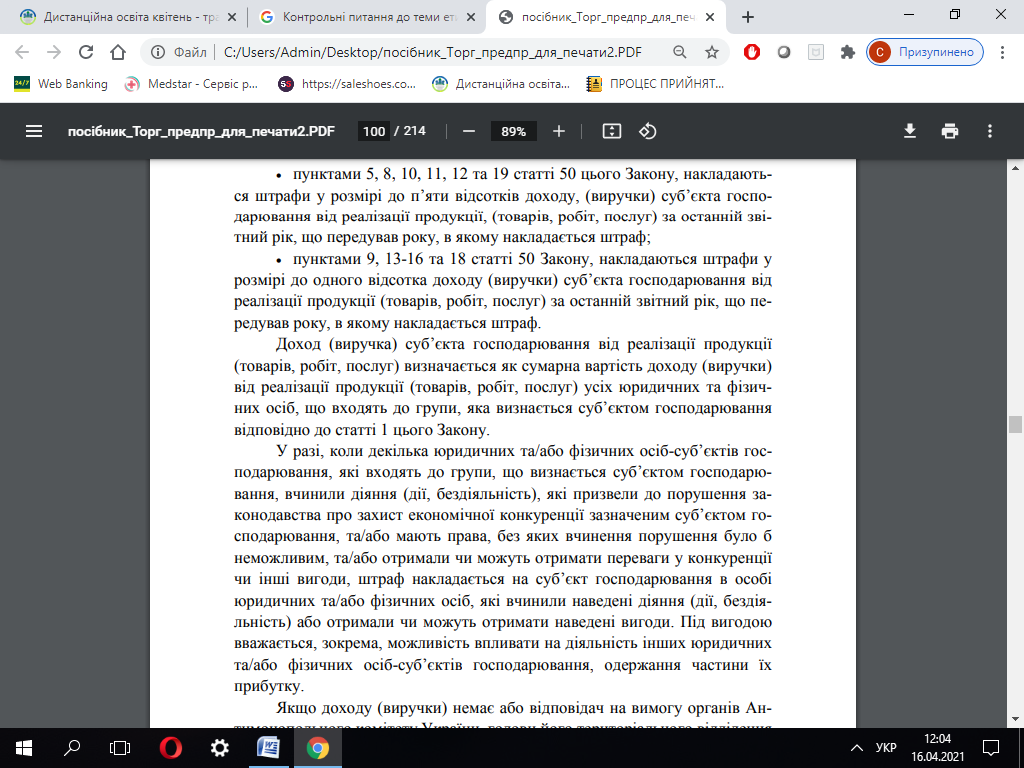 Дистанційна освіта квітень - тра
Контрольні питання до теми ети
посібник_Торг_предпр_для_печ
Файл C:/Users/Admin/Desktop/посібник_Торг_предпр_для_печати2.PDF
Призупинено
Web Banking Medstar - Сервіс р... https://saleshoes.co... Дистанційна освіта... ПРОЦЕС ПРИЙНЯТ...
посібник_Торг_предпр_для_печати2.PDF 100 / 214 89%
• пунктами 5, 8, 10, 11, 12 та 19 статті 50 цього Закону, накладають-
ся штрафи у розмірі до п’яти відсотків доходу, (виручки) суб’єкта госпо-
дарювання від реалізації продукції, (товарів, робіт, послуг) за останній зві-
тний рік, що передував року, в якому накладається штраф;
• пунктами 9, 13-16 та 18 статті 50 Закону, накладаються штрафи у
розмірі до одного відсотка доходу (виручки) суб’єкта господарювання від
реалізації продукції (товарів, робіт, послуг) за останній звітний рік, що пе-
редував року, в якому накладається штраф.
Доход (виручка) суб’єкта господарювання від реалізації продукції
(товарів, робіт, послуг) визначається як сумарна вартість доходу (виручки)
від реалізації продукції (товарів, робіт, послуг) усіх юридичних та фізич-
них осіб, що входять до групи, яка визнається суб’єктом господарювання
відповідно до статті 1 цього Закону.
У разі, коли декілька юридичних та/або фізичних осіб-суб’єктів гос-
подарювання, які входять до групи, що визнається суб’єктом господарю-
вання, вчинили діяння (дії, бездіяльність), які призвели до порушення за-
конодавства про захист економічної конкуренції зазначеним суб’єктом го-
сподарювання, та/або мають права, без яких вчинення порушення було б
неможливим, та/або отримали чи можуть отримати переваги у конкуренції
чи інші вигоди, штраф накладається на суб’єкт господарювання в особі
юридичних та/або фізичних осіб, які вчинили наведені діяння (дії, бездія-
льність) або отримали чи можуть отримати наведені вигоди. Під вигодою
вважається, зокрема, можливість впливати на діяльність інших юридичних
та/або фізичних осіб-суб’єктів господарювання, одержання частини їх
прибутку.
Якщо доходу (виручки) немає або відповідач на вимогу органів Ан-
тимонопольного комітету України, голови його територіального відділення
УКР 12:04
16.04.2021